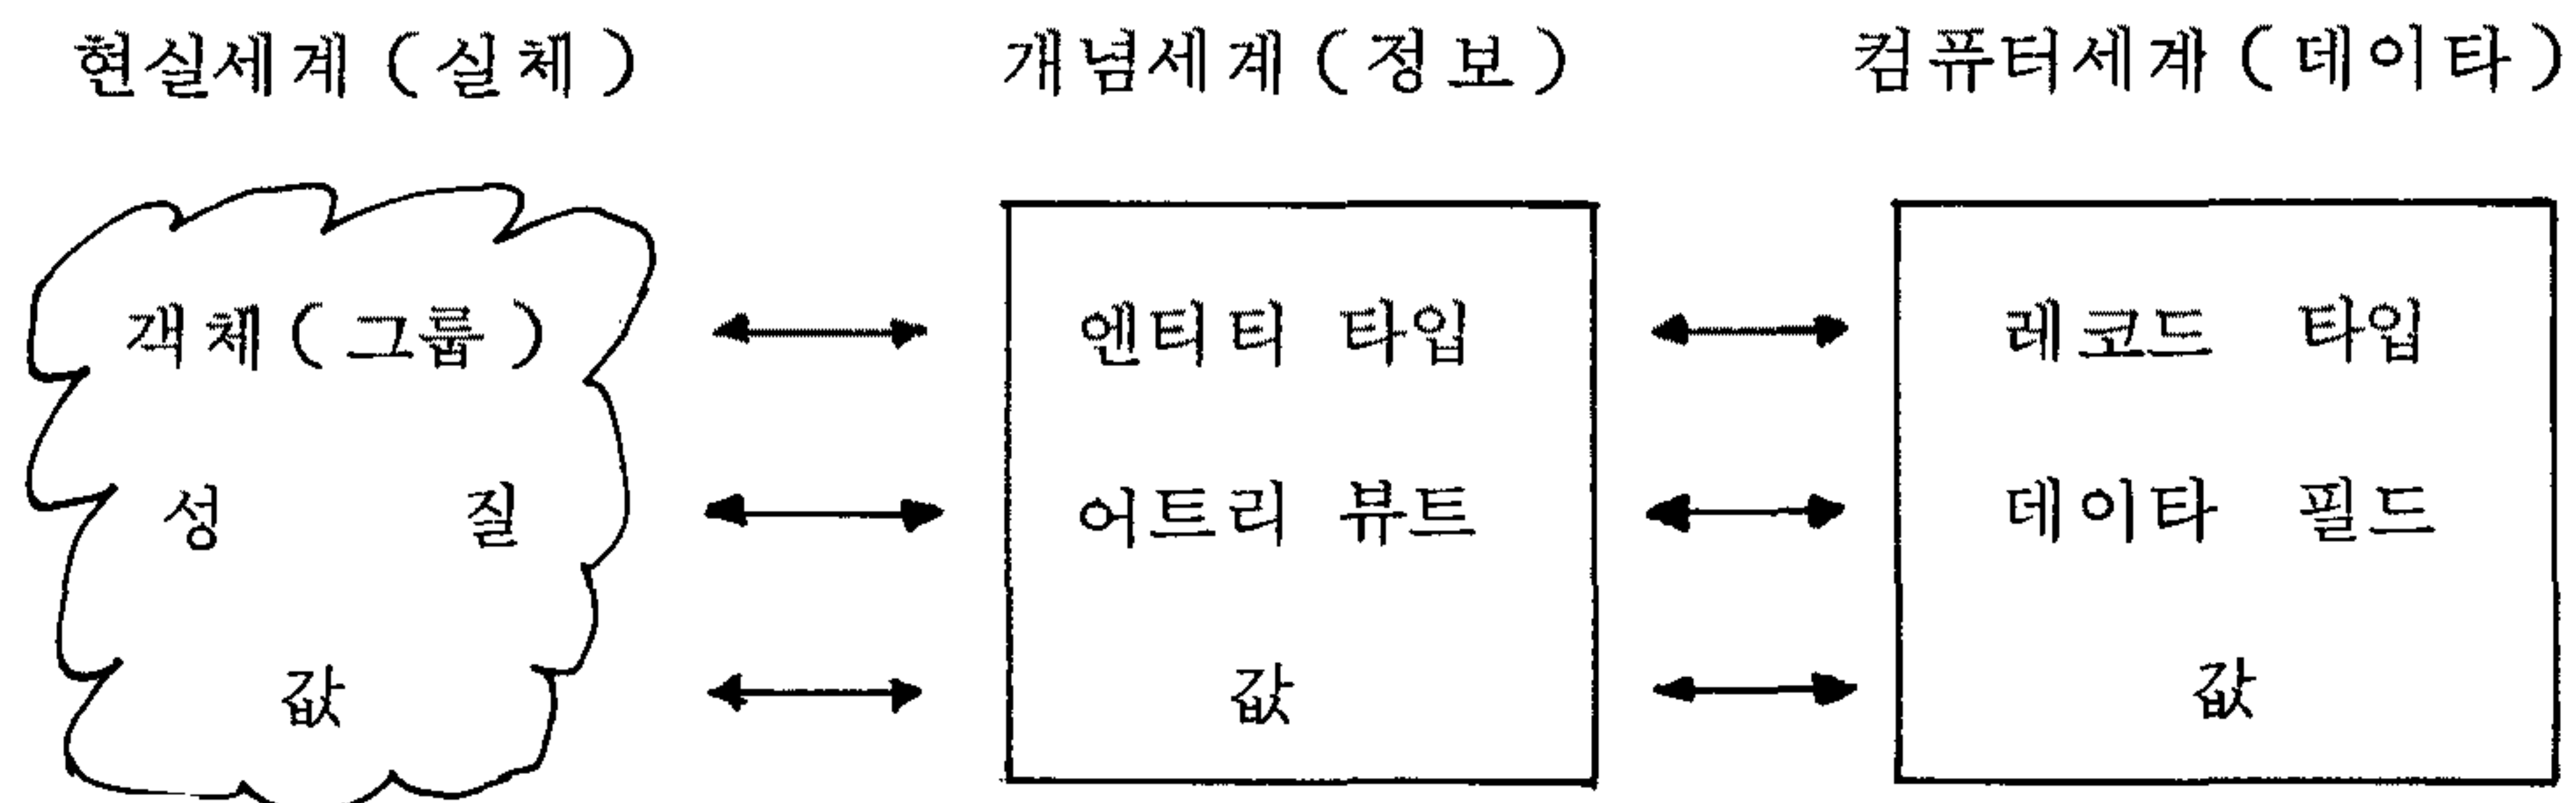 현실세계 (실체) 개념세계 (정보) 컴퓨터세계 (데이타)
객체 (그룹) 엔티티 타입 레코드 타입
성 질 어트리 뷰트 데이타 필드
값 값 값